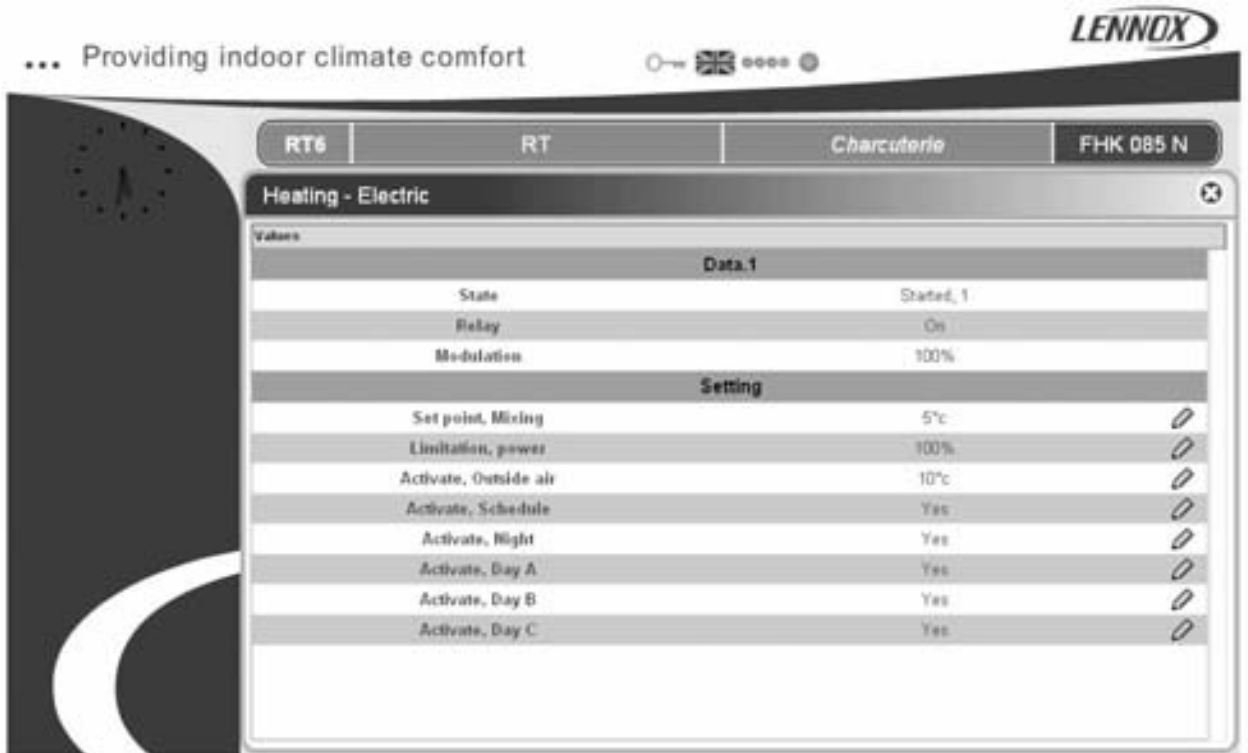 LENNOX
... Providing indoor climate comfort
RT6 RT Charcuterie FHK 085 N
Heating - Electric
Values
Data.1
State Started, 1
Relay On
Modulation 100%
Setting
Set point, Mixing 5°c
Limitation, power 100%
Activate, Outside air 10°c
Activate, Schedule Yes
Activate, Night Yes
Activate, Day A Yes
Activate, Day B Yes
Activate, Day C Yes